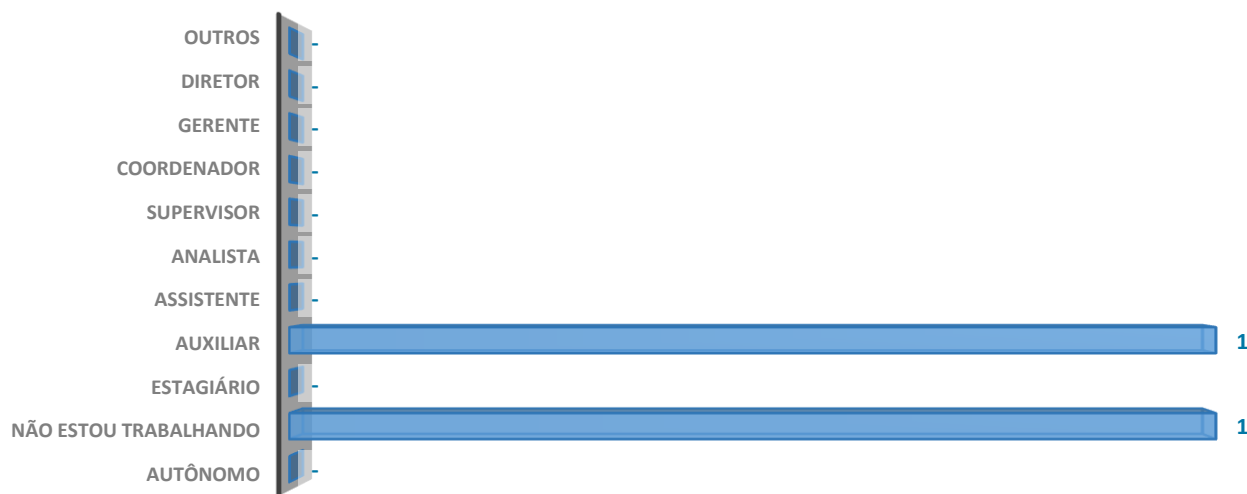 OUTROS -
DIRETOR -
GERENTE -
COORDENADOR -
SUPERVISOR -
ANALISTA -
ASSISTENTE -
AUXILIAR 1
ESTAGIÁRIO -
NÃO ESTOU TRABALHANDO 1
AUTÔNOMO -